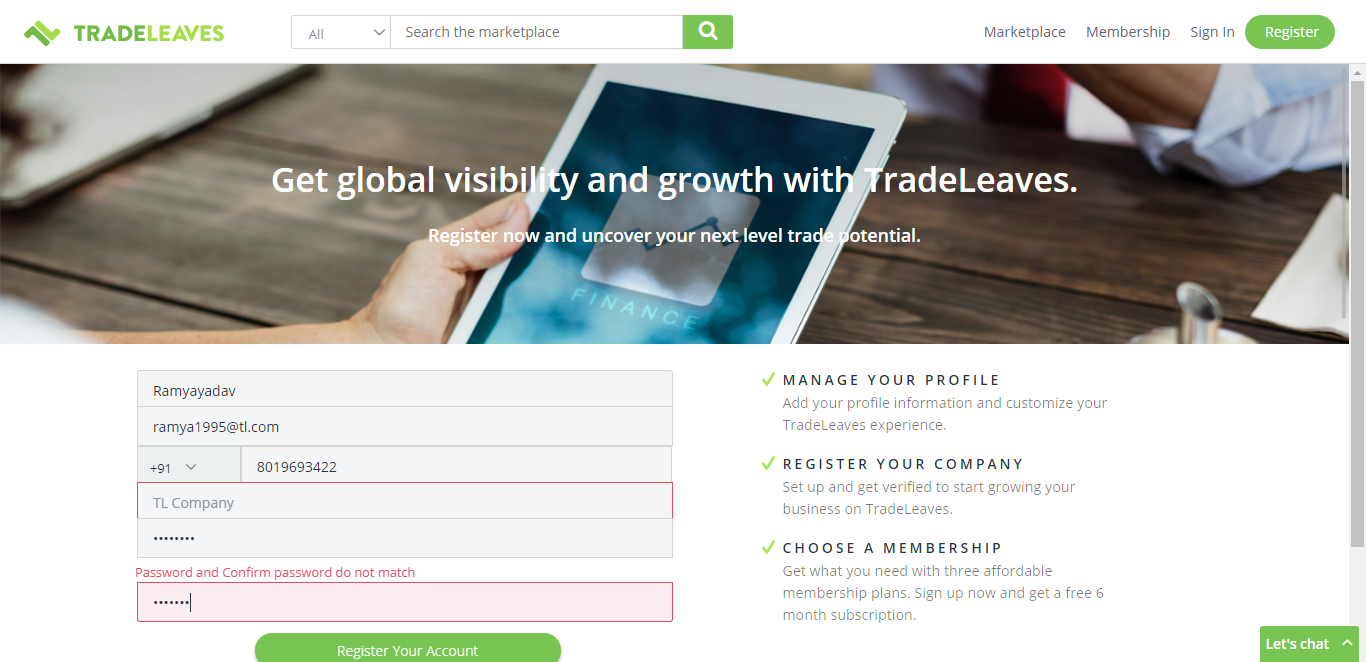 TRADELEAVES
All
Search the marketplace
Marketplace
Membership
Sign In
Register
Get global visibility and growth with TradeLeaves.
Register now and uncover your next level trade potential.
FINANCE
Ramyayadav
ramya1995@tl.com
+91
8019693422
TL Company
••••••••
Password and Confirm password do not match
•••••••
Register Your Account
MANAGE YOUR PROFILE
Add your profile information and customize your
TradeLeaves experience.
REGISTER YOUR COMPANY
Set up and get verified to start growing your
business on TradeLeaves.
CHOOSE A MEMBERSHIP
Get what you need with three affordable
membership plans. Sign up now and get a free 6
month subscription.
Let's chat